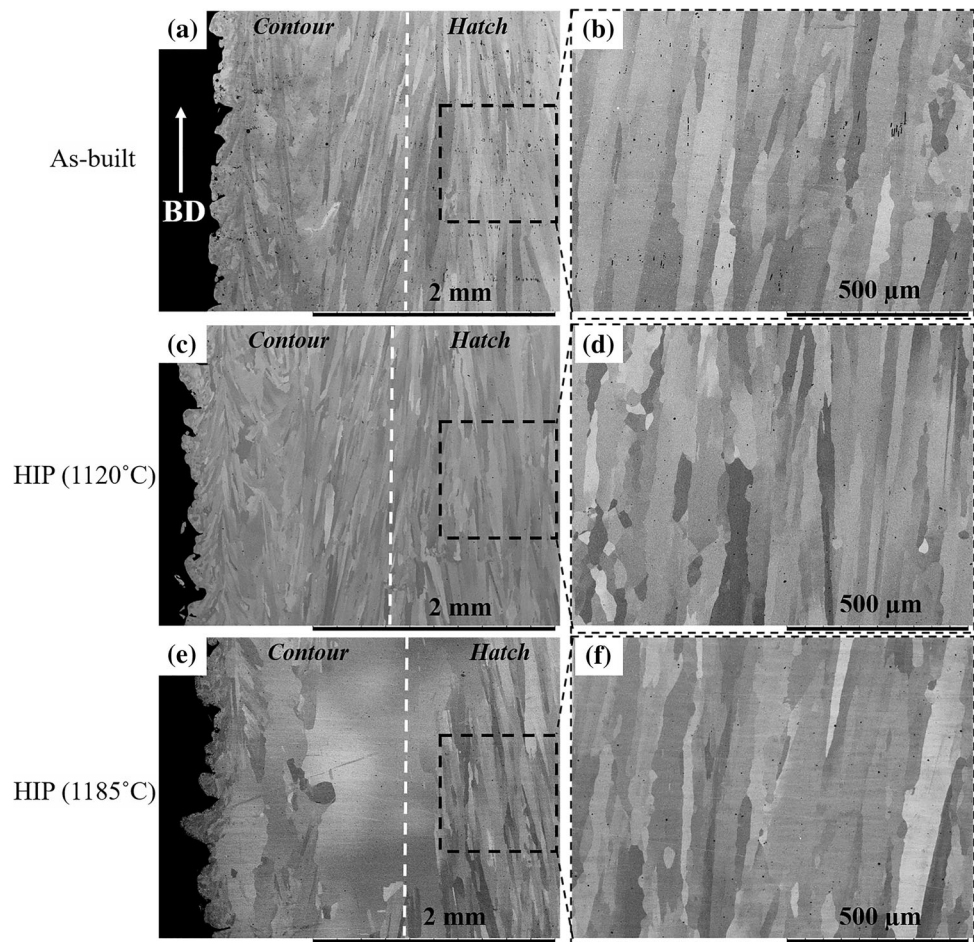 (a) Contour Hatch (b)
As-built
BD
2 mm 500 µm
(c) Contour Hatch (d)
HIP (1120°C)
2 mm 500 µm
(e) Contour Hatch (f)
HIP (1185°C)
2 mm 500 µm